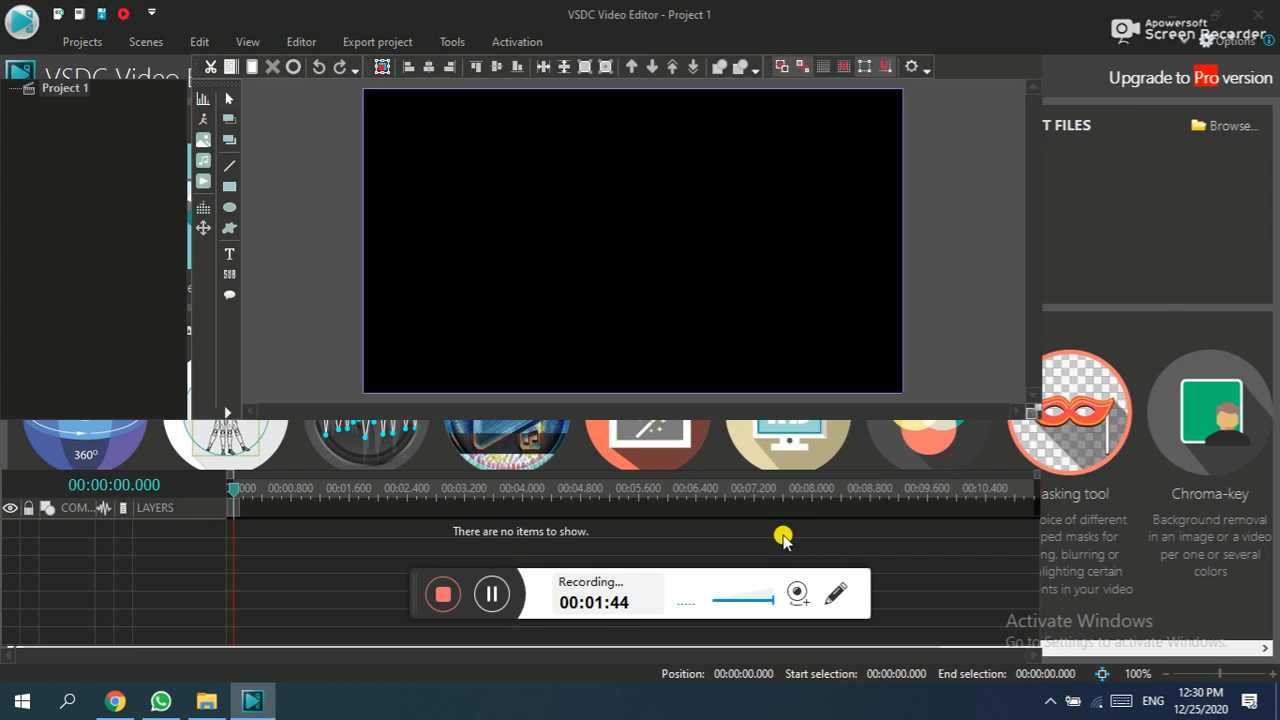 VSDC Video Editor - Project 1
Apowersoft
Screen Recorder
Projects Scenes Edit View Editor Export project Tools Activation Options
VSDC Video E
Upgrade to Pro version
Project 1
T FILES Browse...
T
SUB
360°
asking tool Chroma-key
oice of different
ped masks for
ng, blurring or
lighting certain
ents in your video
Background removal
in an image or a video
per one or several
colors
00:00:00.000
000 00:00.800 00:01.600 00:02.400 00:03.200 00:04.000 00:04.800 00:05.600 00:06.400 00:07.200 00:08.000 00:08.800 00:09.600 00:10.400
COM... LAYERS
There are no items to show.
Recording...
00:01:44
Activate Windows
Go to Settings to activate Windows.
Position: 00:00:00.000 Start selection: 00:00:00.000 End selection: 00:00:00.000 100%
ENG
12:30 PM
12/25/2020